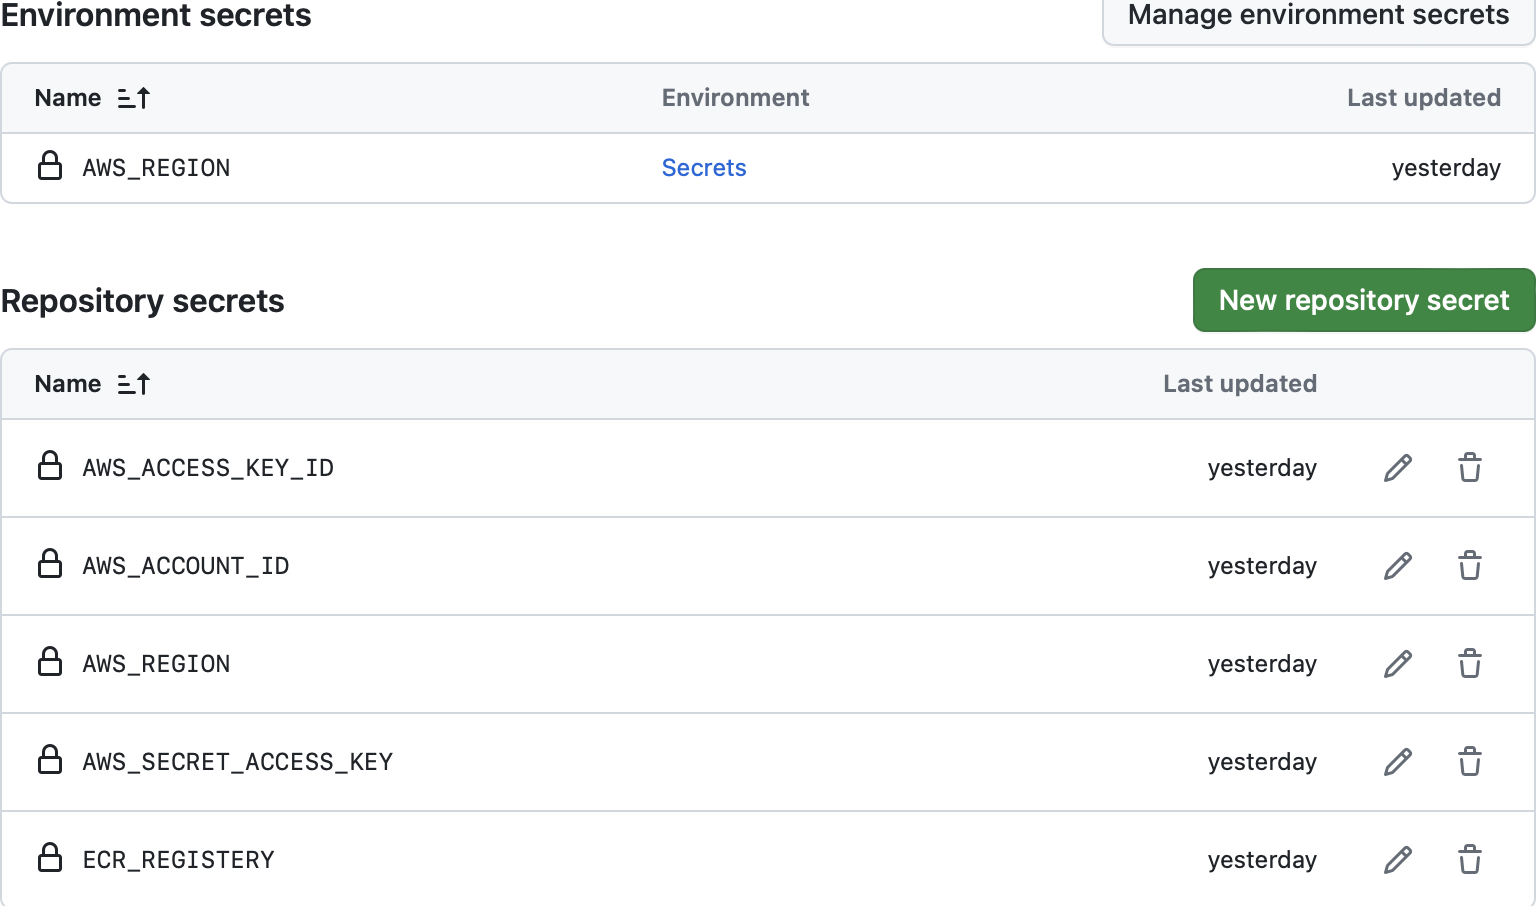 Environment secrets
Manage environment secrets
Name Environment Last updated
AWS_REGION Secrets yesterday
Repository secrets
New repository secret
Name Last updated
AWS_ACCESS_KEY_ID yesterday
AWS_ACCOUNT_ID yesterday
AWS_REGION yesterday
AWS_SECRET_ACCESS_KEY yesterday
ECR_REGISTERY yesterday